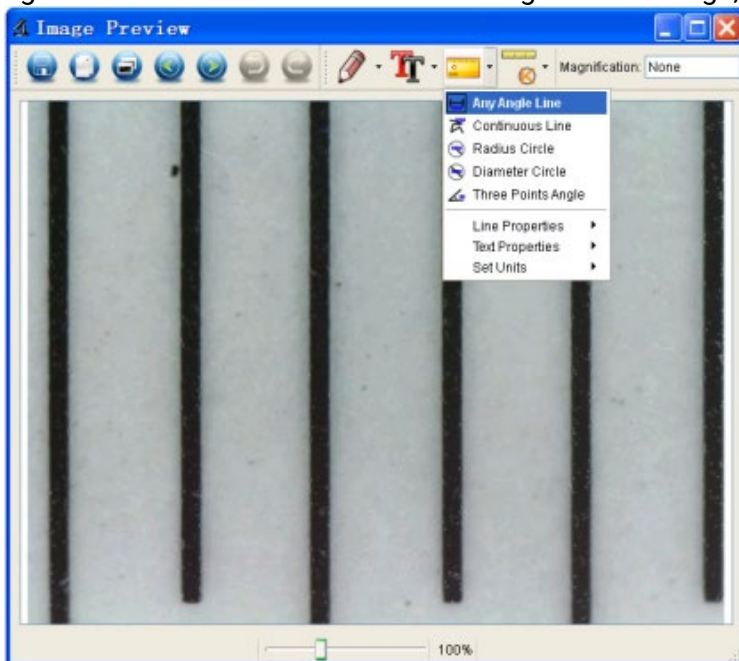 Image Preview
TT
Magnification: None
Any Angle Line
Continuous Line
Radius Circle
Diameter Circle
Three Points Angle
Line Properties
Text Properties
Set Units
100%